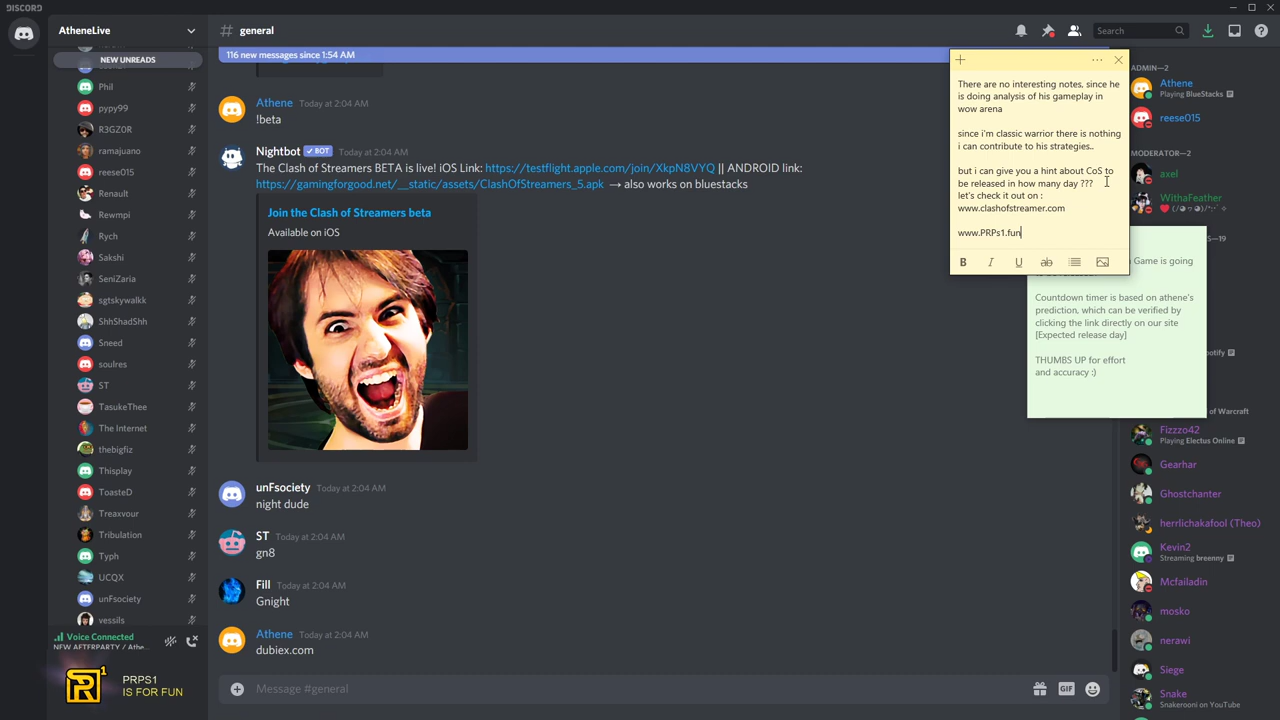 DISCORD
AtheneLive
general
Search
NEW UNREADS
Phil
pypy99
R3GZ0R
ramajuano
reese015
Renault
Rewmpi
Rych
Sakshi
SeniZaria
sgtskywalkk
ShhShadShh
Sneed
soulres
ST
TasukeThee
The Internet
thebigfiz
Thisplay
ToasteD
Treaxvour
Tribulation
Typh
UCQX
unFsociety
vessils
Voice Connected
NEW AFTERPARTY / Athe...
PRPS1
IS FOR FUN
116 new messages since 1:54 AM
Athene Today at 2:04 AM
!beta
Nightbot BOT Today at 2:04 AM
The Clash of Streamers BETA is live! iOS Link: https://testflight.apple.com/join/XkpN8VYQ || ANDROID link:
https://gamingforgood.net/__static/assets/ClashOfStreamers_5.apk → also works on bluestacks
Join the Clash of Streamers beta
Available on iOS
unFsociety Today at 2:04 AM
night dude
ST Today at 2:04 AM
gn8
Fill Today at 2:04 AM
Gnight
Athene Today at 2:04 AM
dubiex.com
Message #general
GIF
There are no interesting notes, since he
is doing analysis of his gameplay in
wow arena
since i'm classic warrior there is nothing
i can contribute to his strategies..
but i can give you a hint about CoS to
be released in how many day ???
let's check it out on :
www.clashofstreamer.com
www.PRPs1.fun
B I U ab
Game is going
Countdown timer is based on athene's
prediction, which can be verified by
clicking the link directly on our site
[Expected release day]
THUMBS UP for effort
and accuracy :)
ADMIN—2
Athene
Playing BlueStacks
reese015
MODERATOR—2
axel
WithaFeather
S—19
potify
of Warcraft
Fizzzo42
Playing Electus Online
Gearhar
Ghostchanter
herrlichakafool (Theo)
Kevin2
Streaming breenny
Mcfailadin
mosko
nerawi
Siege
Snake
Snakerooni on YouTube